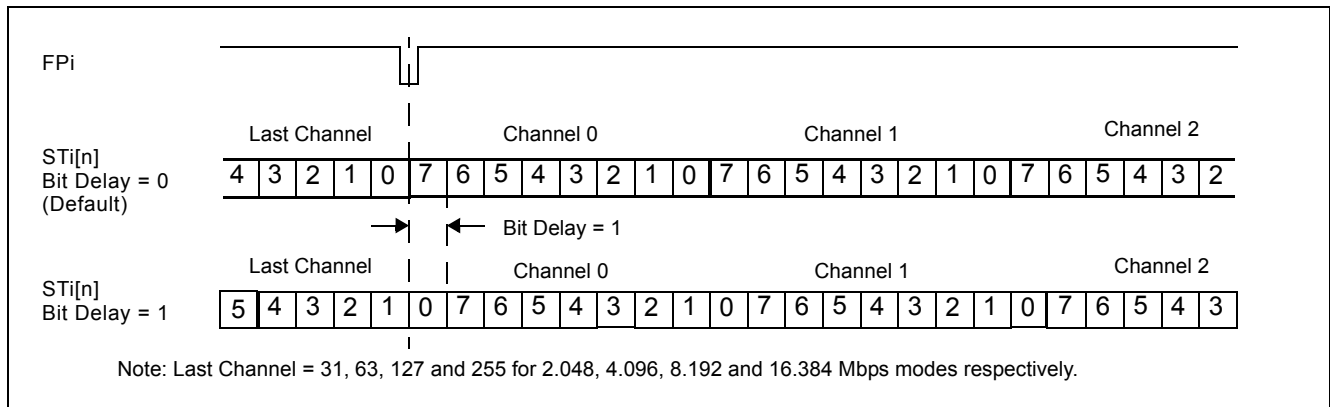 FPi
Last Channel Channel 0 Channel 1 Channel 2
STi[n]
Bit Delay = 0
(Default)
4 3 2 1 0 7 6 5 4 3 2 1 0 7 6 5 4 3 2 1 0 7 6 5 4 3 2
Bit Delay = 1
Last Channel Channel 0 Channel 1 Channel 2
STi[n]
Bit Delay = 1
5 4 3 2 1 0 7 6 5 4 3 2 1 0 7 6 5 4 3 2 1 0 7 6 5 4 3
Note: Last Channel = 31, 63, 127 and 255 for 2.048, 4.096, 8.192 and 16.384 Mbps modes respectively.